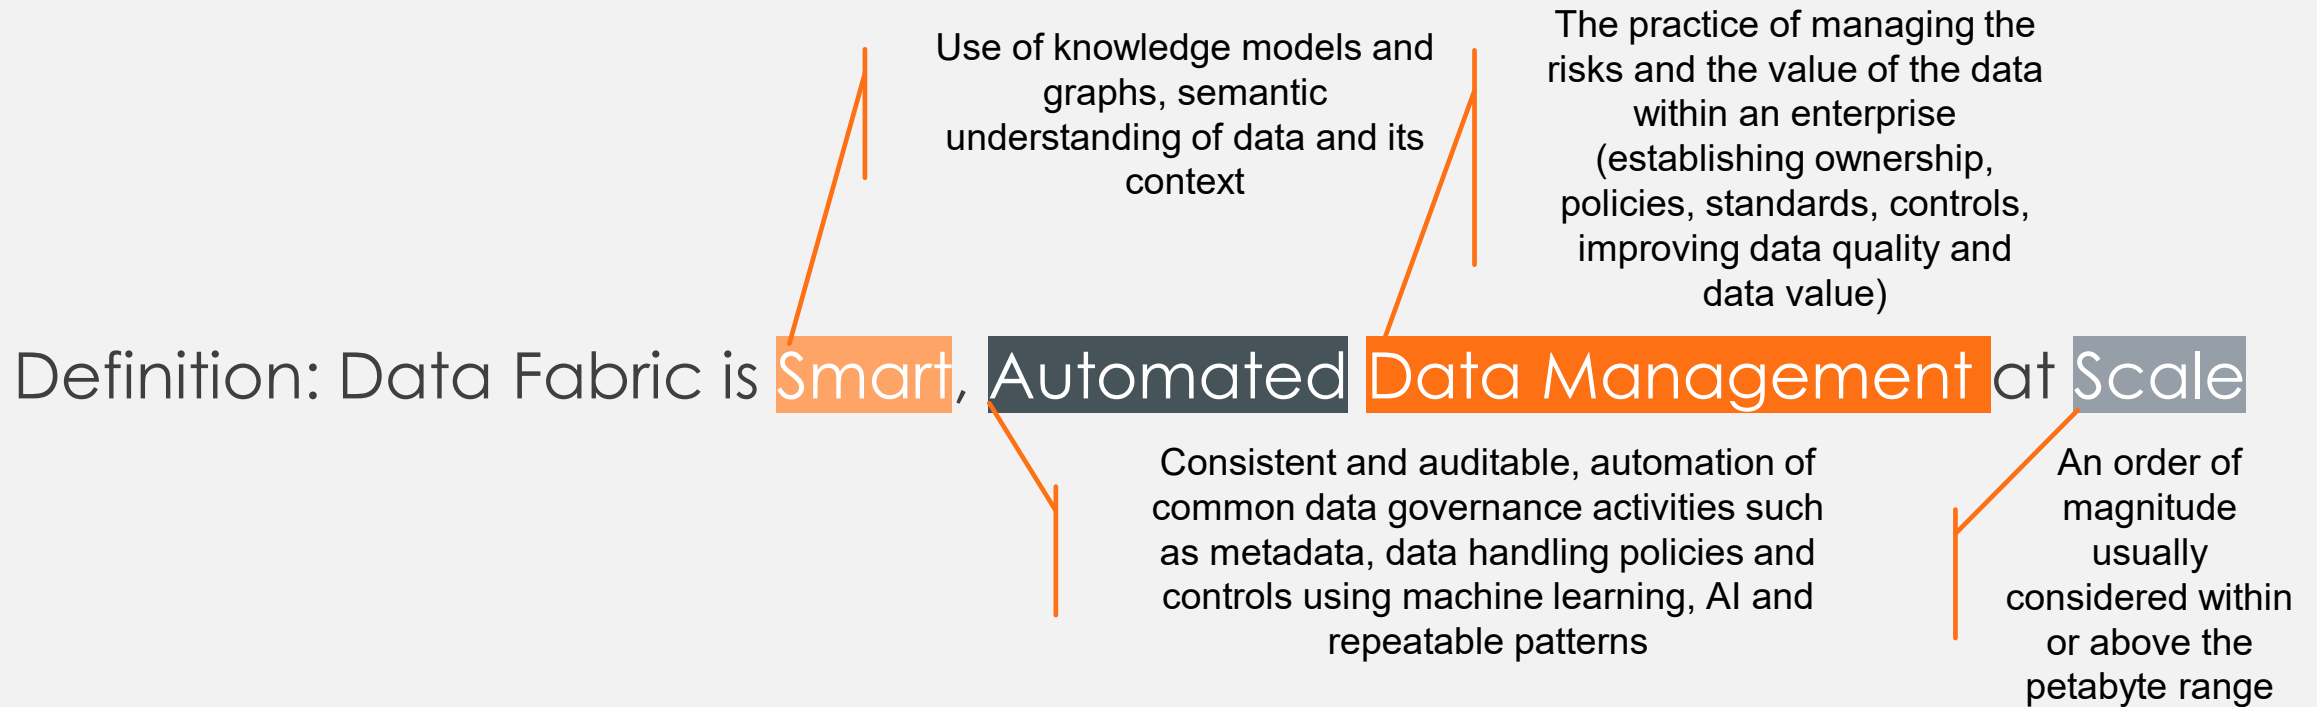 Use of knowledge models and
graphs, semantic
understanding of data and its
context
The practice of managing the
risks and the value of the data
within an enterprise
(establishing ownership,
policies, standards, controls,
improving data quality and
data value)
Definition: Data Fabric is Smart, Automated Data Management at Scale
Consistent and auditable, automation of
common data governance activities such
as metadata, data handling policies and
controls using machine learning, AI and
repeatable patterns
An order of
magnitude
usually
considered within
or above the
petabyte range